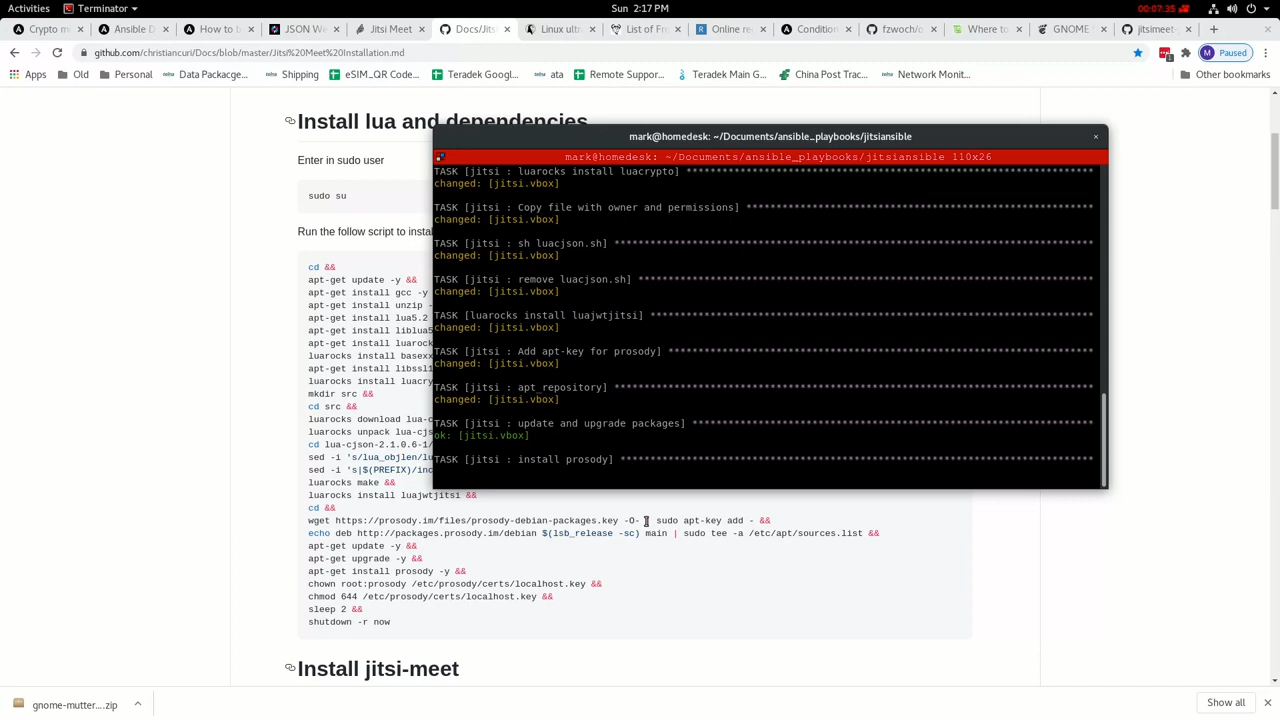 Activities
Terminator
Sun 2:17 PM
00:07:35
Crypto m
Ansible D
How to b
JSON We
Jitsi Meet
Docs/Jits
Linux ult
List of Fre
Online re
Condition
fzwoch/o
Where to
GNOME
jitsimeet-
github.com/christiancuri/Docs/blob/master/Jitsi%20Meet%20Installation.md
M
Paused
Apps
Old
Personal
Data Package...
Shipping
eSIM_QR Code...
Teradek Googl...
ata
Remote Suppor...
Teradek Main G...
China Post Trac...
Network Monit...
Other bookmarks
Install lua and dependencies
Enter in sudo user
sudo su
Run the follow script to instal
cd &&
apt-get update -y &&
apt-get install gcc -y
apt-get install unzip -
apt-get install lua5.2
apt-get install liblua5
apt-get install luarock
luarocks install basexx
apt-get install libssl1
luarocks install luacry
mkdir src &&
cd src &&
luarocks download lua-c
luarocks unpack lua-cjs
cd lua-cjson-2.1.0.6-1/
sed -i 's/lua_objlen/lu
sed -i 's|$(PREFIX)/inc
luarocks make &&
luarocks install luajwtjitsi &&
cd &&
wget https://prosody.im/files/prosody-debian-packages.key -O- sudo apt-key add - &&
echo deb http://packages.prosody.im/debian $(lsb_release -sc) main | sudo tee -a /etc/apt/sources.list &&
apt-get update -y &&
apt-get upgrade -y &&
apt-get install prosody -y &&
chown root:prosody /etc/prosody/certs/localhost.key &&
chmod 644 /etc/prosody/certs/localhost.key &&
sleep 2 &&
shutdown -r now
Install jitsi-meet
mark@homedesk: ~/Documents/ansible_playbooks/jitsiansible
mark@homedesk: ~/Documents/ansible_playbooks/jitsiansible 110x26
TASK [jitsi : luarocks install luacrypto] ********************************************************************
changed: [jitsi.vbox]
TASK [jitsi : Copy file with owner and permissions] **********************************************************
changed: [jitsi.vbox]
TASK [jitsi : sh luacjson.sh] ********************************************************************************
changed: [jitsi.vbox]
TASK [jitsi : remove luacjson.sh] ****************************************************************************
changed: [jitsi.vbox]
TASK [luarocks install luajwtjitsi] **************************************************************************
changed: [jitsi.vbox]
TASK [jitsi : Add apt-key for prosody] ***********************************************************************
changed: [jitsi.vbox]
TASK [jitsi : apt_repository] ********************************************************************************
changed: [jitsi.vbox]
TASK [jitsi : update and upgrade packages] *******************************************************************
ok: [jitsi.vbox]
TASK [jitsi : install prosody] *******************************************************************************
gnome-mutter....zip
Show all